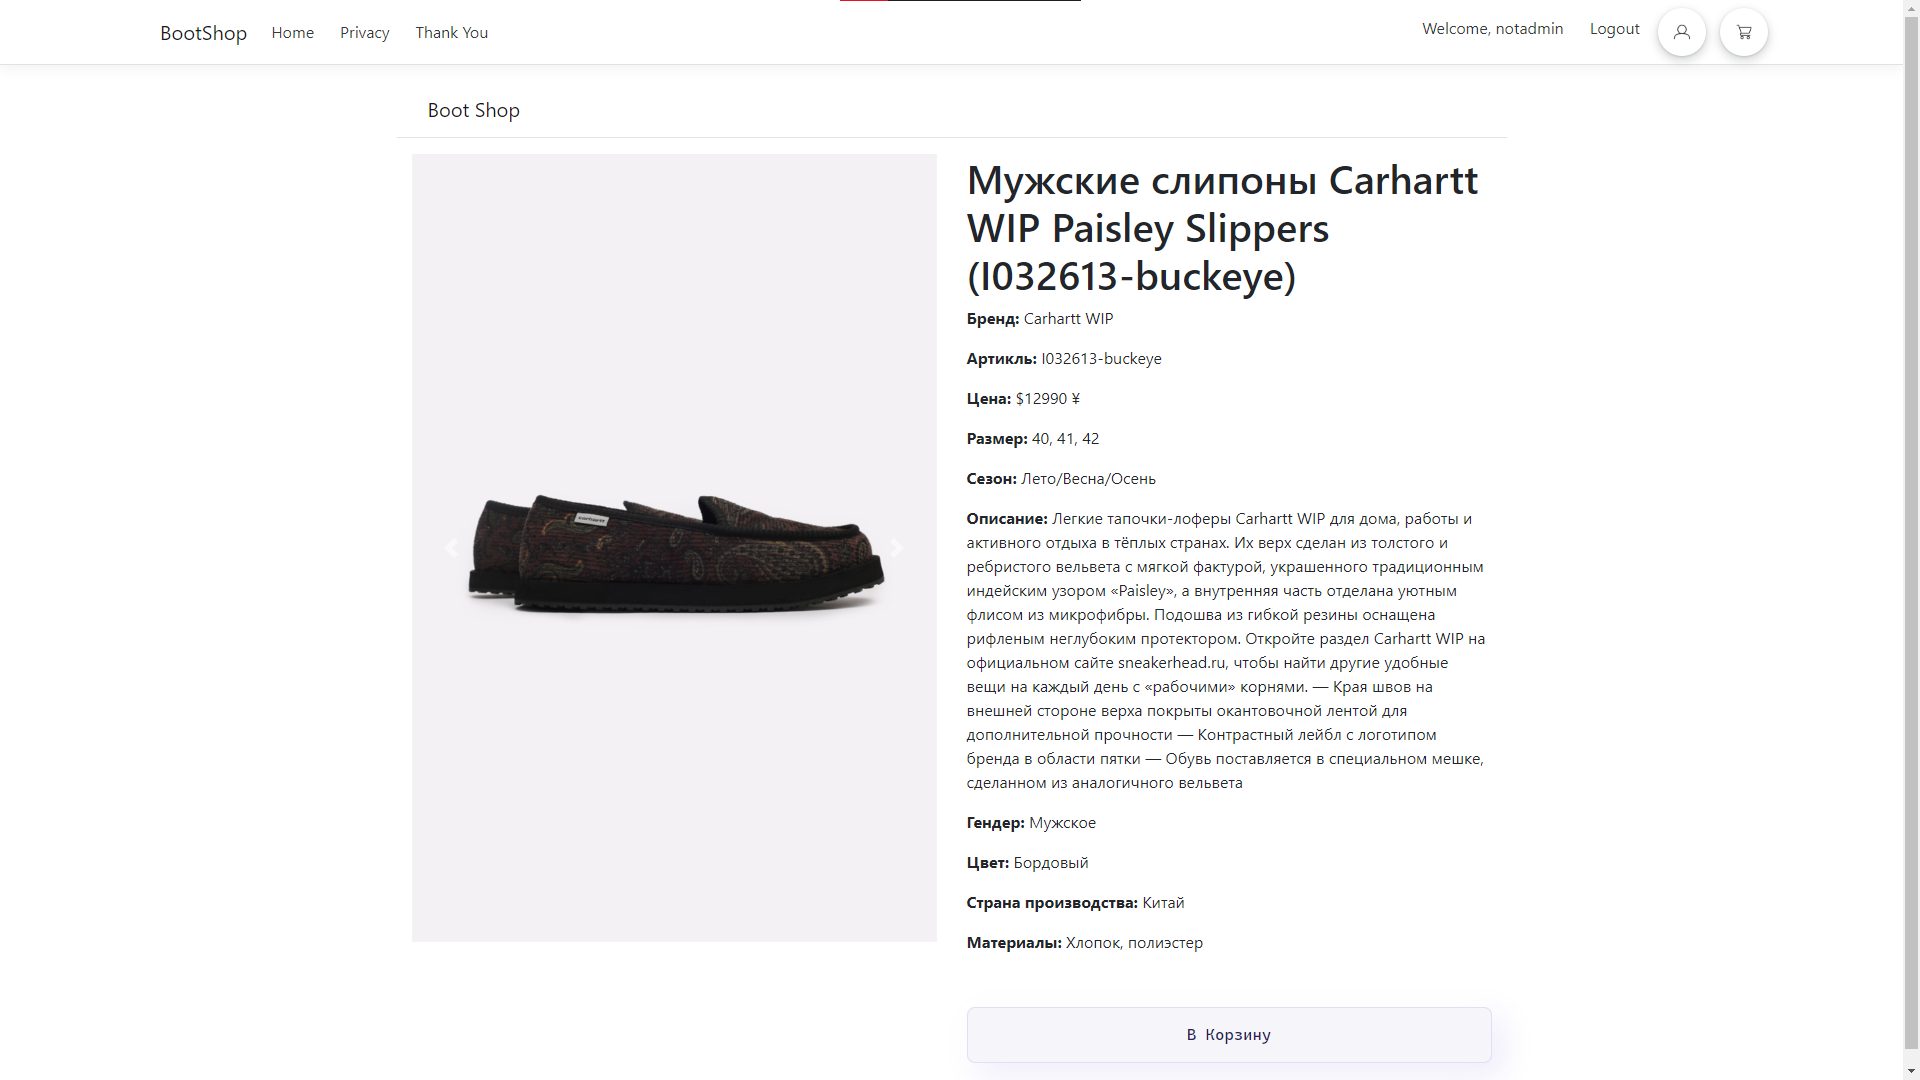 BootShop Home Privacy Thank You Welcome, notadmin Logout
Boot Shop
Мужские слипоны Carhartt
WIP Paisley Slippers
(I032613-buckeye)
Бренд: Carhartt WIP
Артикль: I032613-buckeye
Цена: $12990 ¥
Размер: 40, 41, 42
Сезон: Лето/Весна/Осень
Описание: Легкие тапочки-лоферы Carhartt WIP для дома, работы и
активного отдыха в тёплых странах. Их верх сделан из толстого и
ребристого вельвета с мягкой фактурой, украшенного традиционным
индейским узором «Paisley», а внутренняя часть отделана уютным
флисом из микрофибры. Подошва из гибкой резины оснащена
рифленым неглубоким протектором. Откройте раздел Carhartt WIP на
официальном сайте sneakerhead.ru, чтобы найти другие удобные
вещи на каждый день с «рабочими» корнями. — Края швов на
внешней стороне верха покрыты окантовочной лентой для
дополнительной прочности — Контрастный лейбл с логотипом
бренда в области пятки — Обувь поставляется в специальном мешке,
сделанном из аналогичного вельвета
Гендер: Мужское
Цвет: Бордовый
Страна производства: Китай
Материалы: Хлопок, полиэстер
В Корзину
carhartt